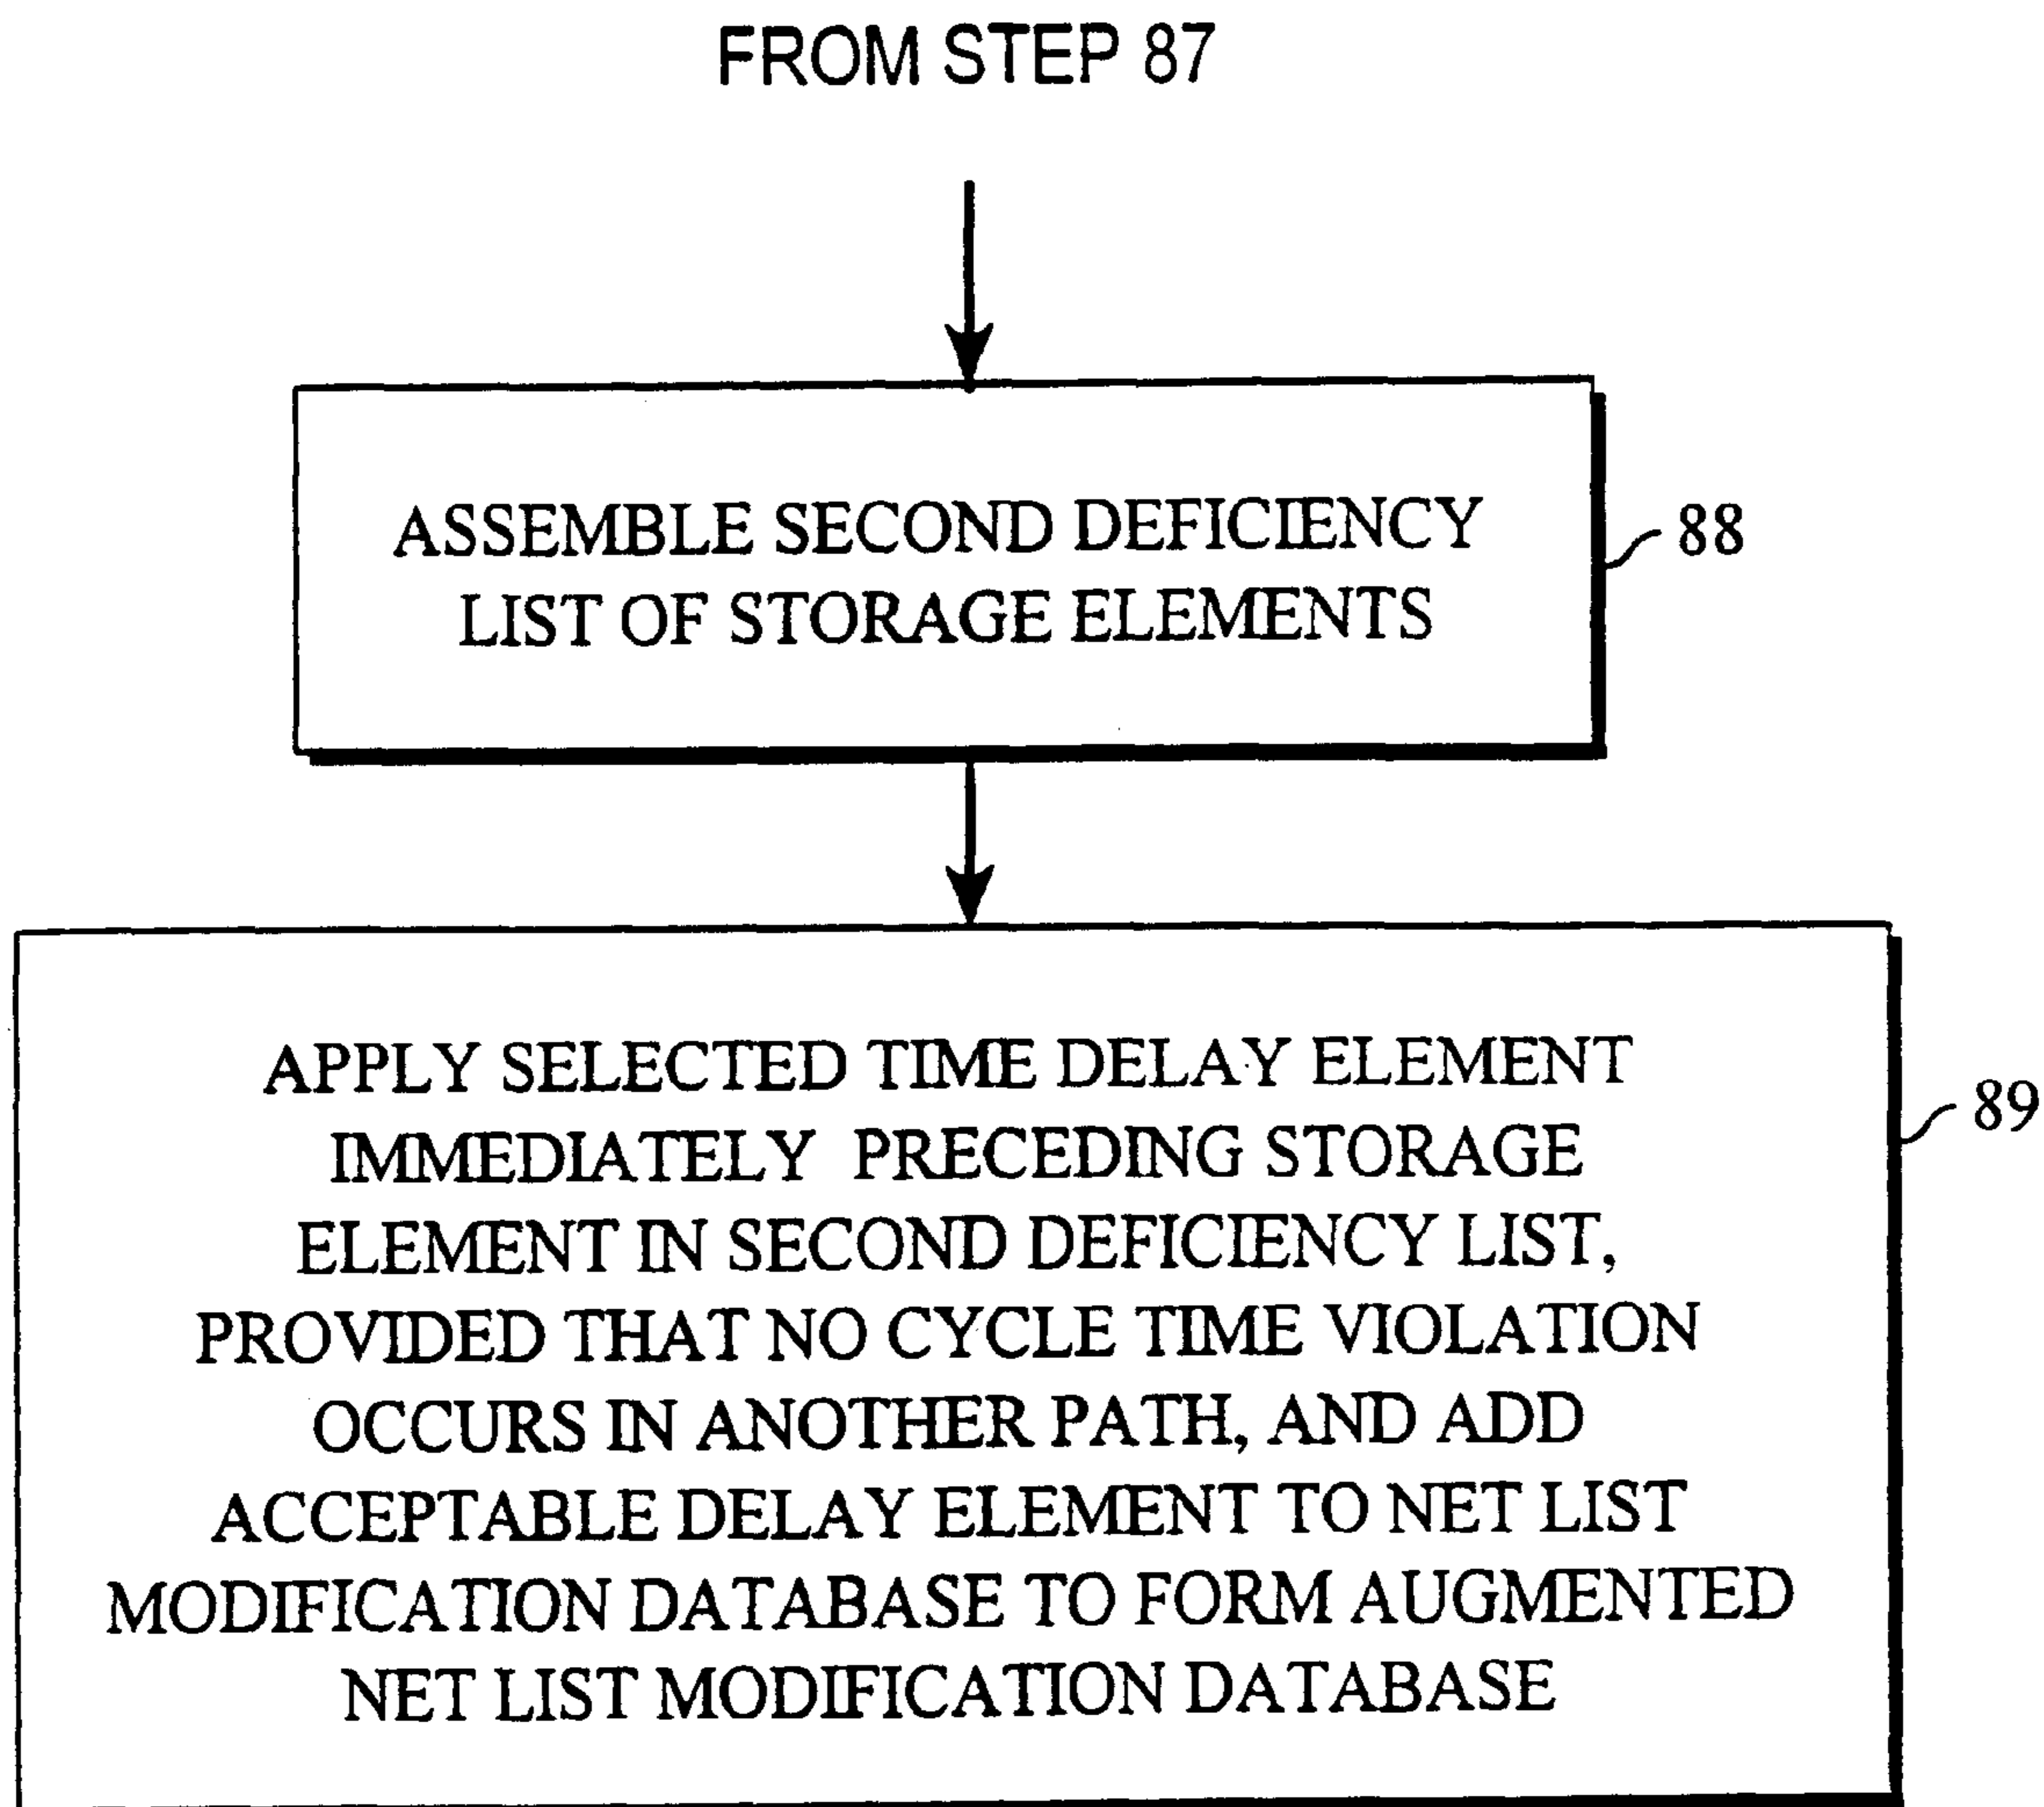 FROM STEP 87
ASSEMBLE SECOND DEFICIENCY
LIST OF STORAGE ELEMENTS
88
APPLY SELECTED TIME DELAY ELEMENT
IMMEDIATELY PRECEDING STORAGE
ELEMENT IN SECOND DEFICIENCY LIST,
PROVIDED THAT NO CYCLE TIME VIOLATION
OCCURS IN ANOTHER PATH, AND ADD
ACCEPTABLE DELAY ELEMENT TO NET LIST
MODIFICATION DATABASE TO FORM AUGMENTED
NET LIST MODIFICATION DATABASE
89